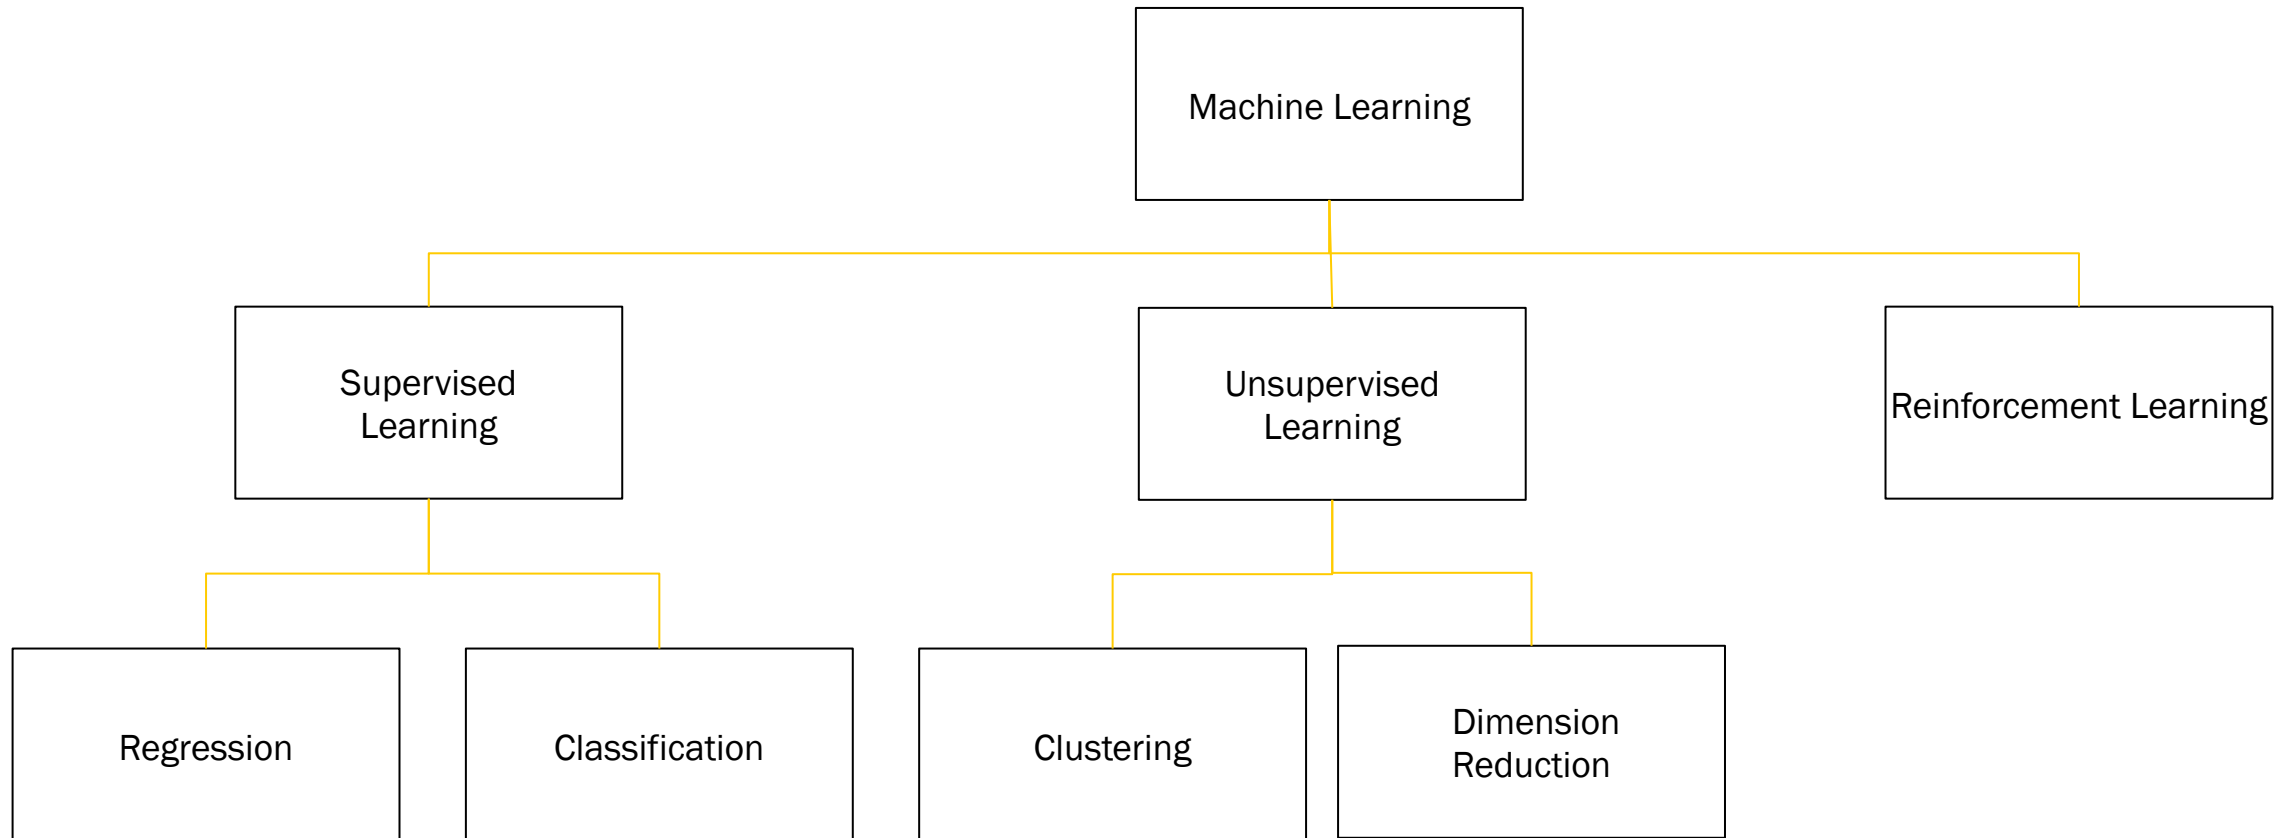 Machine Learning
Supervised
Learning
Unsupervised
Learning
Reinforcement Learning
Regression
Classification
Clustering
Dimension
Reduction